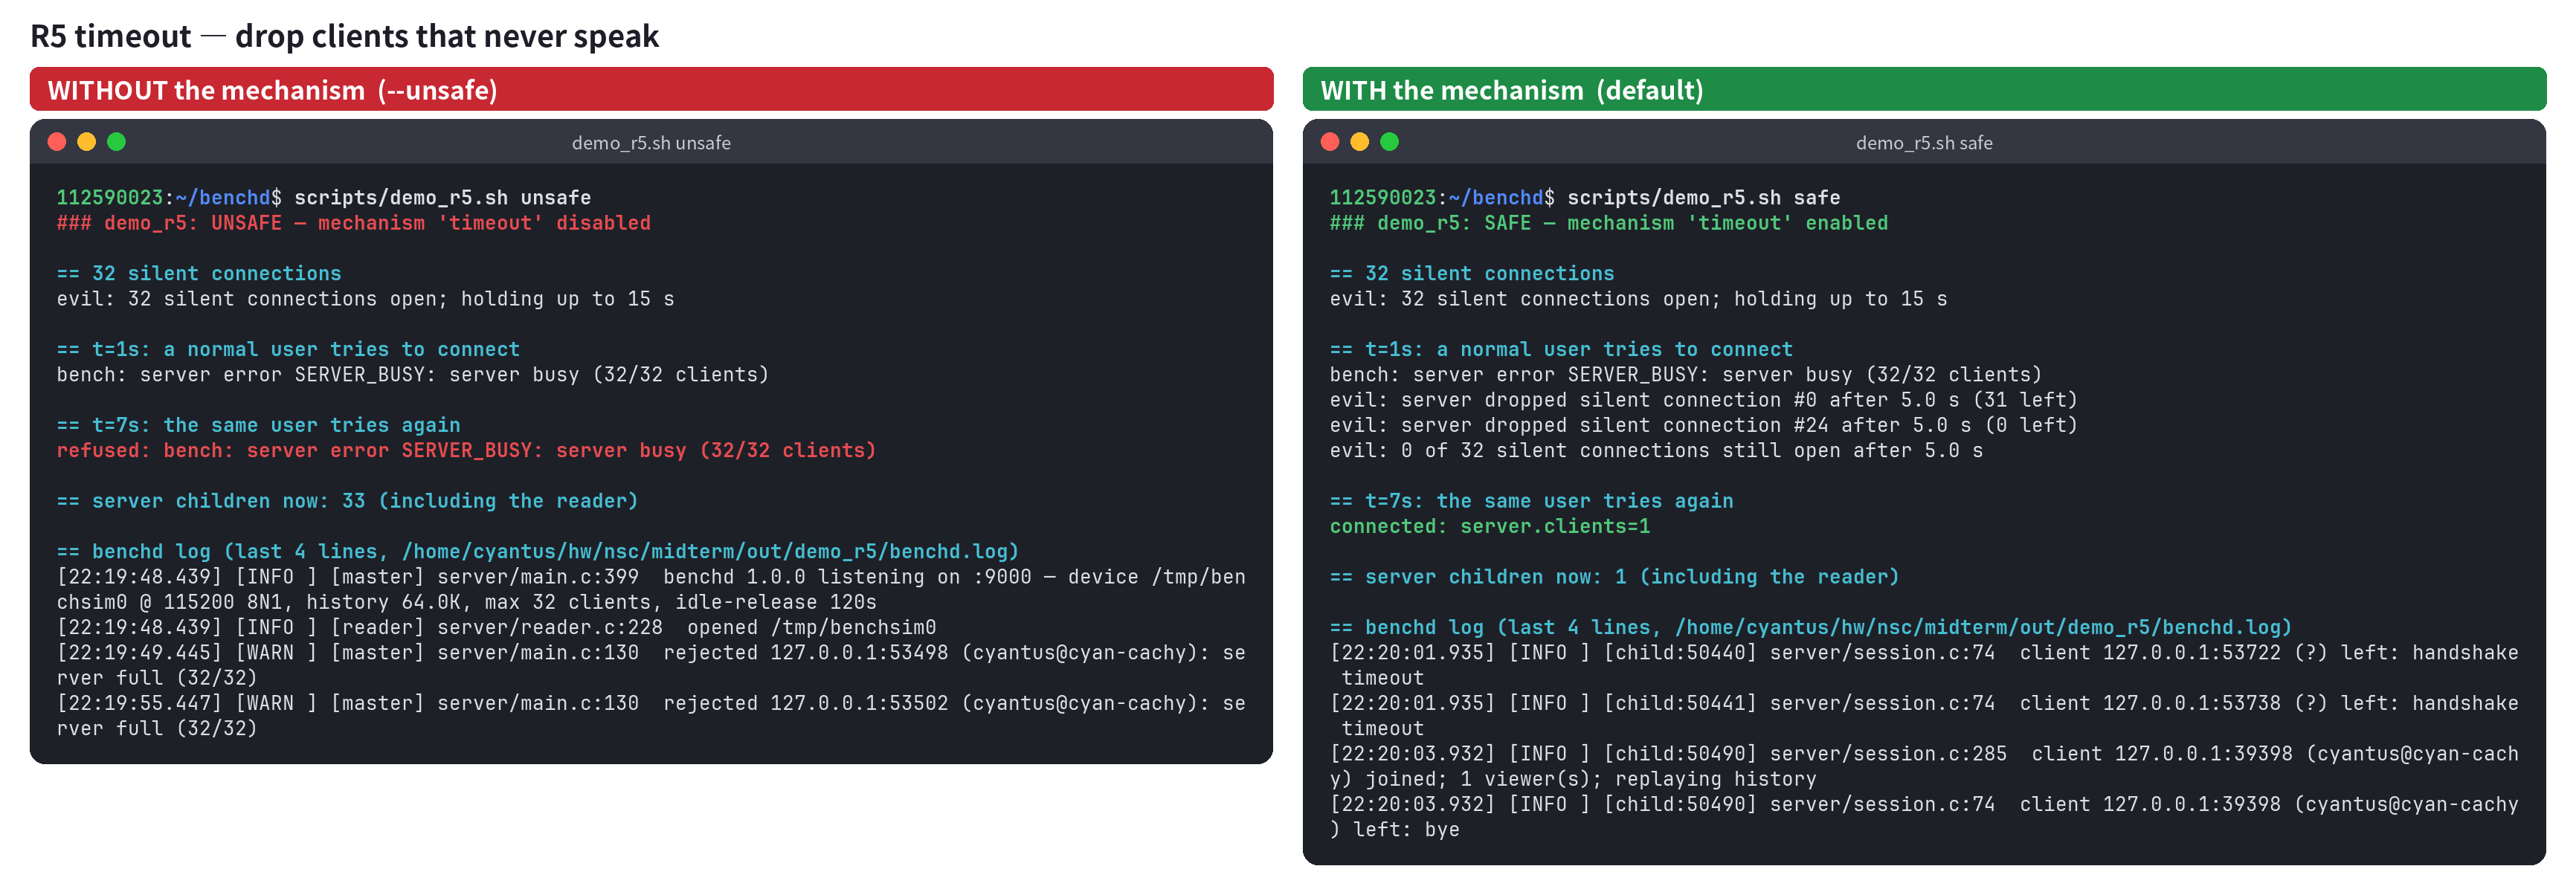 R5 timeout — drop clients that never speak
WITHOUT the mechanism (--unsafe)
demo_r5.sh unsafe
112590023:~/benchd$ scripts/demo_r5.sh unsafe
### demo_r5: UNSAFE — mechanism 'timeout' disabled
== 32 silent connections
evil: 32 silent connections open; holding up to 15 s
== t=1s: a normal user tries to connect
bench: server error SERVER_BUSY: server busy (32/32 clients)
== t=7s: the same user tries again
refused: bench: server error SERVER_BUSY: server busy (32/32 clients)
== server children now: 33 (including the reader)
== benchd log (last 4 lines, /home/cyantus/hw/nsc/midterm/out/demo_r5/benchd.log)
[22:19:48.439] [INFO ] [master] server/main.c:399  benchd 1.0.0 listening on :9000 — device /tmp/ben
chsim0 @ 115200 8N1, history 64.0K, max 32 clients, idle-release 120s
[22:19:48.439] [INFO ] [reader] server/reader.c:228  opened /tmp/benchsim0
[22:19:49.445] [WARN ] [master] server/main.c:130  rejected 127.0.0.1:53498 (cyantus@cyan-cachy): se
rver full (32/32)
[22:19:55.447] [WARN ] [master] server/main.c:130  rejected 127.0.0.1:53502 (cyantus@cyan-cachy): se
rver full (32/32)
WITH the mechanism (default)
demo_r5.sh safe
112590023:~/benchd$ scripts/demo_r5.sh safe
### demo_r5: SAFE — mechanism 'timeout' enabled
== 32 silent connections
evil: 32 silent connections open; holding up to 15 s
== t=1s: a normal user tries to connect
bench: server error SERVER_BUSY: server busy (32/32 clients)
evil: server dropped silent connection #0 after 5.0 s (31 left)
evil: server dropped silent connection #24 after 5.0 s (0 left)
evil: 0 of 32 silent connections still open after 5.0 s
== t=7s: the same user tries again
connected: server.clients=1
== server children now: 1 (including the reader)
== benchd log (last 4 lines, /home/cyantus/hw/nsc/midterm/out/demo_r5/benchd.log)
[22:20:01.935] [INFO ] [child:50440] server/session.c:74  client 127.0.0.1:53722 (?) left: handshake
 timeout
[22:20:01.935] [INFO ] [child:50441] server/session.c:74  client 127.0.0.1:53738 (?) left: handshake
 timeout
[22:20:03.932] [INFO ] [child:50490] server/session.c:285  client 127.0.0.1:39398 (cyantus@cyan-cach
y) joined; 1 viewer(s); replaying history
[22:20:03.932] [INFO ] [child:50490] server/session.c:74  client 127.0.0.1:39398 (cyantus@cyan-cachy
) left: bye